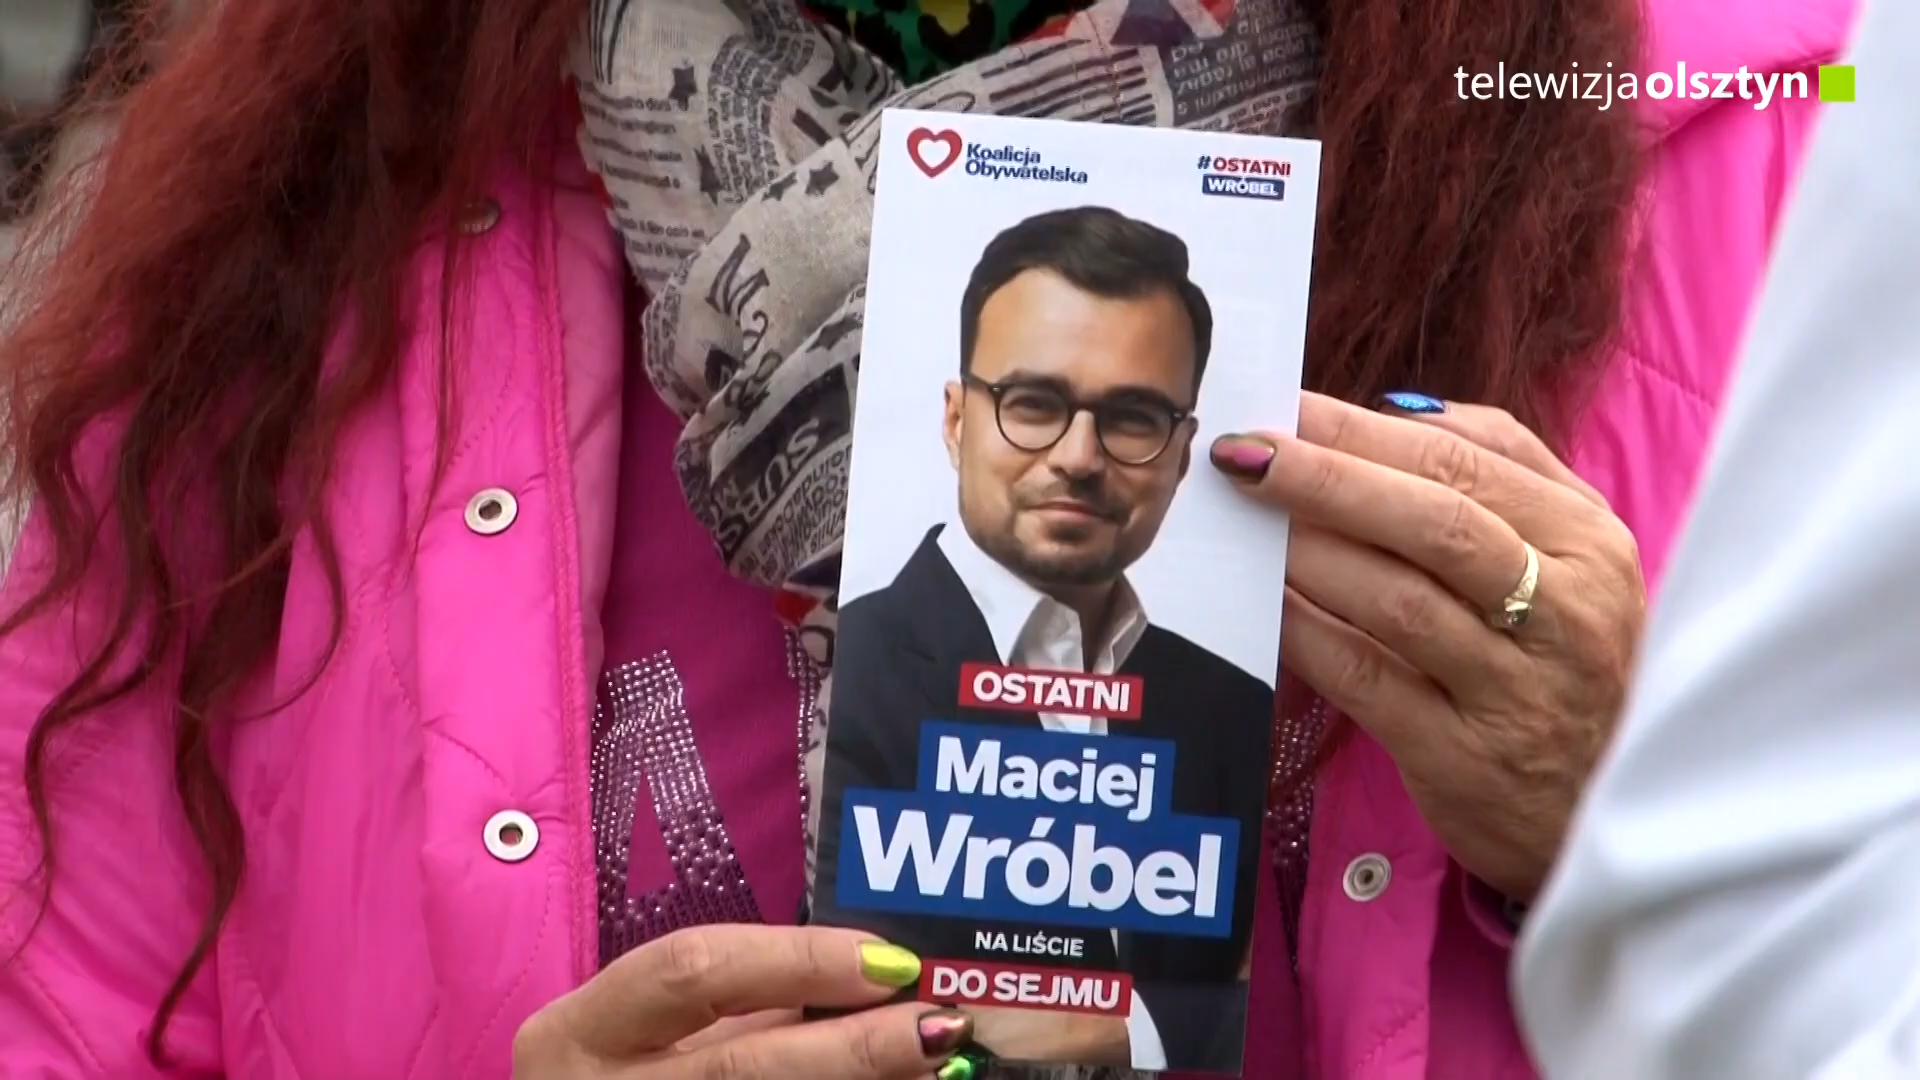 telewizjaolsztyn
Koalicja
Obywatelska
#OSTATNI
WRÓBEL
OSTATNI
Maciej
Wróbel
NA LIŚCIE
DO SEJMU